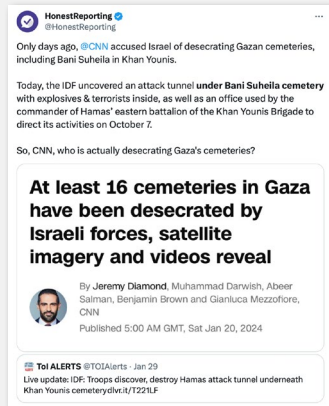 HonestReporting
@HonestReporting
Only days ago, @CNN accused Israel of desecrating Gazan cemeteries,
including Bani Suheila in Khan Younis.
Today, the IDF uncovered an attack tunnel under Bani Suheila cemetery
with explosives & terrorists inside, as well as an office used by the
commander of Hamas' eastern battalion of the Khan Younis Brigade to
direct its activities on October 7.
So, CNN, who is actually desecrating Gaza's cemeteries?
At least 16 cemeteries in Gaza
have been desecrated by
Israeli forces, satellite
imagery and videos reveal
By Jeremy Diamond, Muhammad Darwish, Abeer
Salman, Benjamin Brown and Gianluca Mezzofiore,
CNN
Published 5:00 AM GMT, Sat Jan 20, 2024
ToI ALERTS @TOIAlerts · Jan 29
Live update: IDF: Troops discover, destroy Hamas attack tunnel underneath
Khan Younis cemeterydlvr.it/T221LF